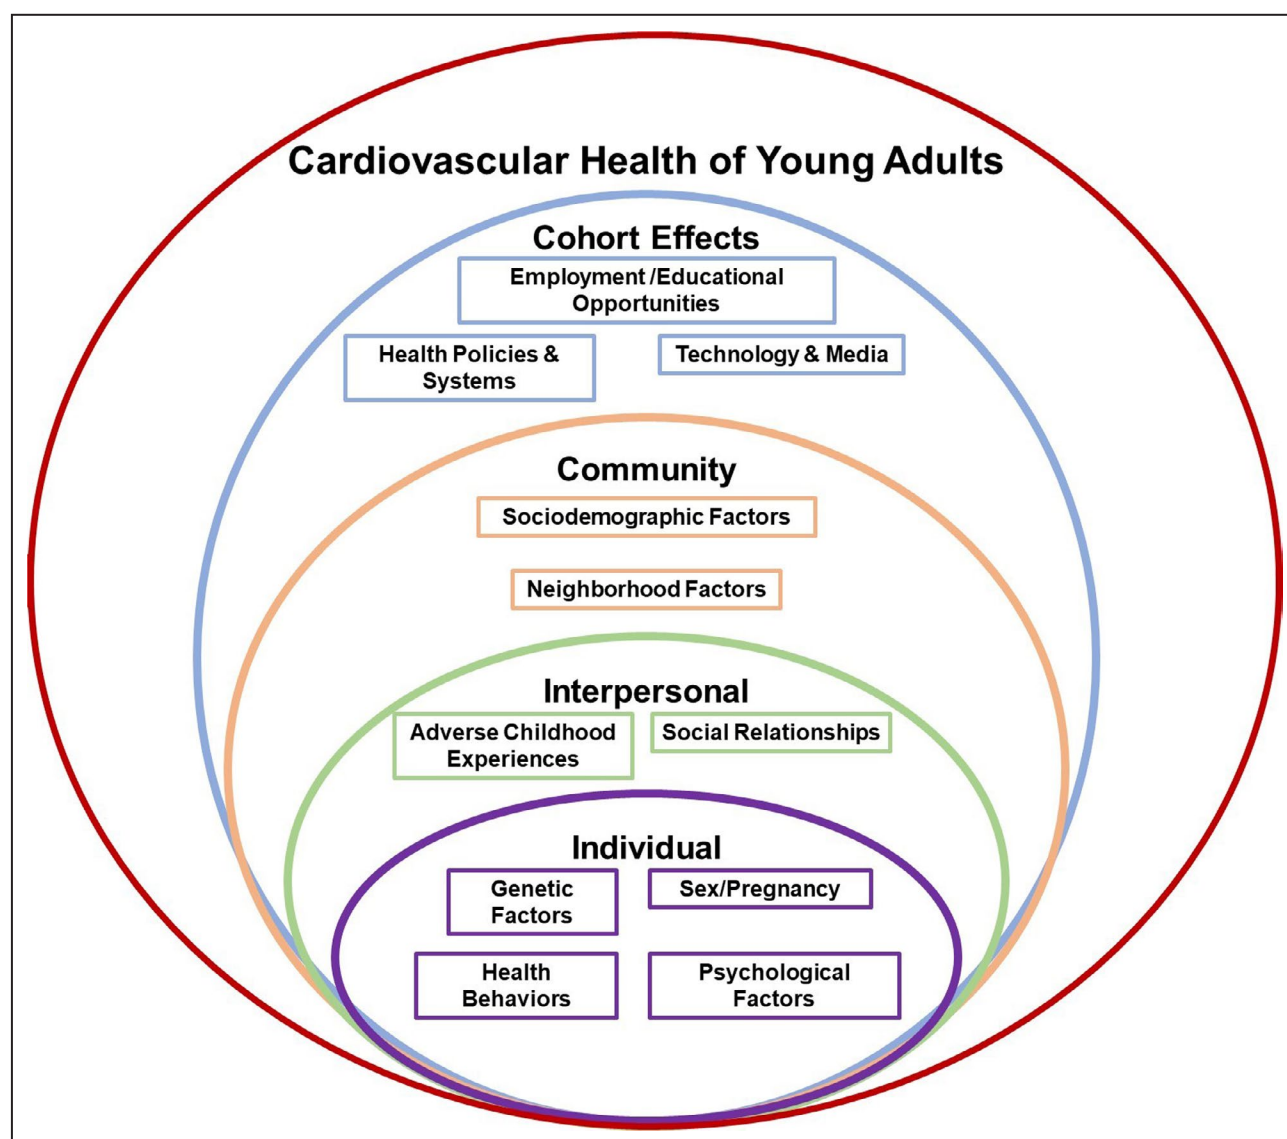 Cardiovascular Health of Young Adults
Cohort Effects
Employment /Educational
Opportunities
Health Policies &
Systems
Technology & Media
Community
Sociodemographic Factors
Neighborhood Factors
Interpersonal
Adverse Childhood
Experiences
Social Relationships
Individual
Genetic
Factors
Sex/Pregnancy
Health
Behaviors
Psychological
Factors